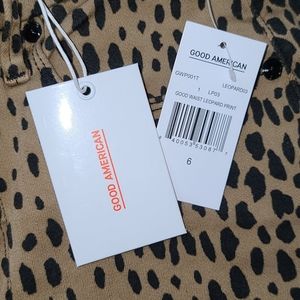 GOOD AMERICAN
GOOD AMERICAN
GWP001T
LEOPARD03
1 LP03
GOOD WAIST LEOPARD PRINT
6